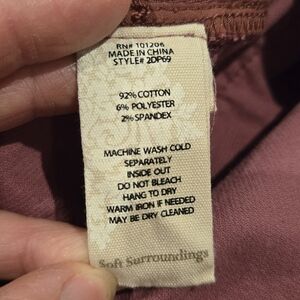 RN# 101206
MADE IN CHINA
STYLE# 2DP69
92% COTTON
6% POLYESTER
2% SPANDEX
MACHINE WASH COLD
SEPARATELY
INSIDE OUT
DO NOT BLEACH
HANG TO DRY
WARM IRON IF NEEDED
MAY BE DRY CLEANED
Soft Surroundings